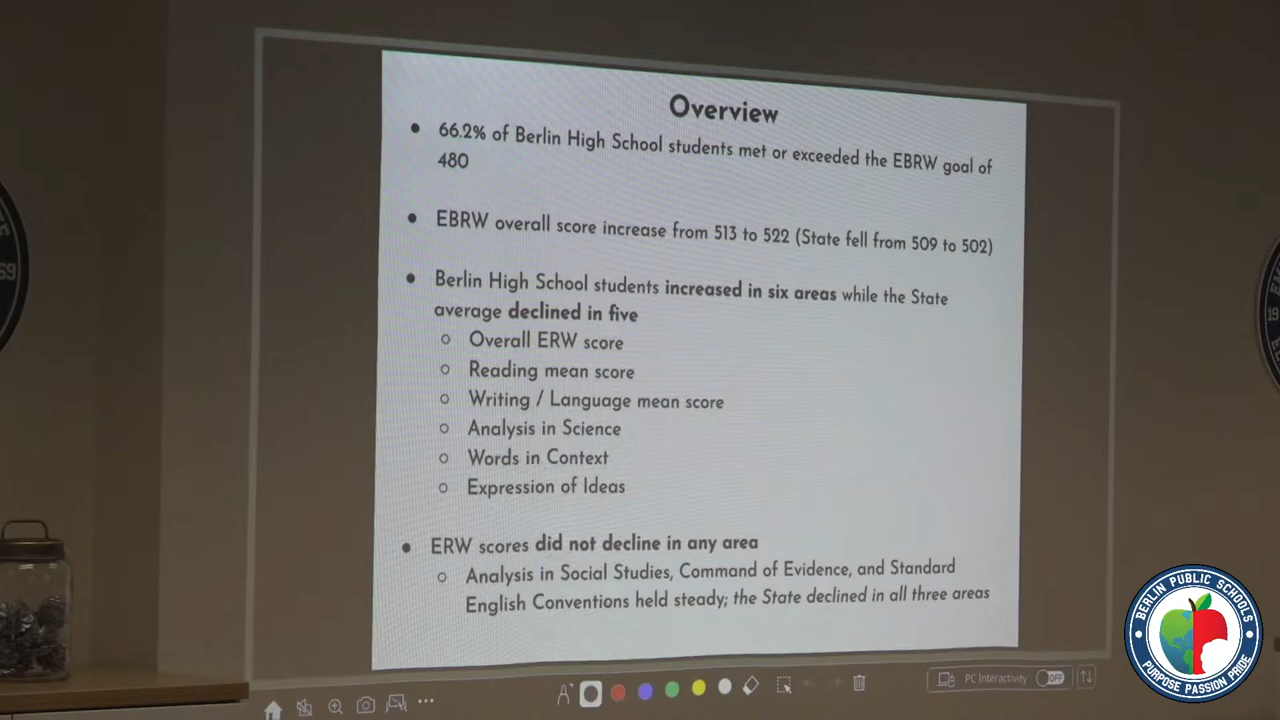 Overview
66.2% of Berlin High School students met or exceeded the EBRW goal of
480
EBRW overall score increase from 513 to 522 (State fell from 509 to 502)
Berlin High School students increased in six areas while the State
average declined in five
Overall ERW score
Reading mean score
Writing / Language mean score
Analysis in Science
Words in Context
Expression of Ideas
ERW scores did not decline in any area
Analysis in Social Studies, Command of Evidence, and Standard
English Conventions held steady; the State declined in all three areas
PC Interactivity
OFF
BERLIN PUBLIC SCHOOLS
PURPOSE PASSION PRIDE